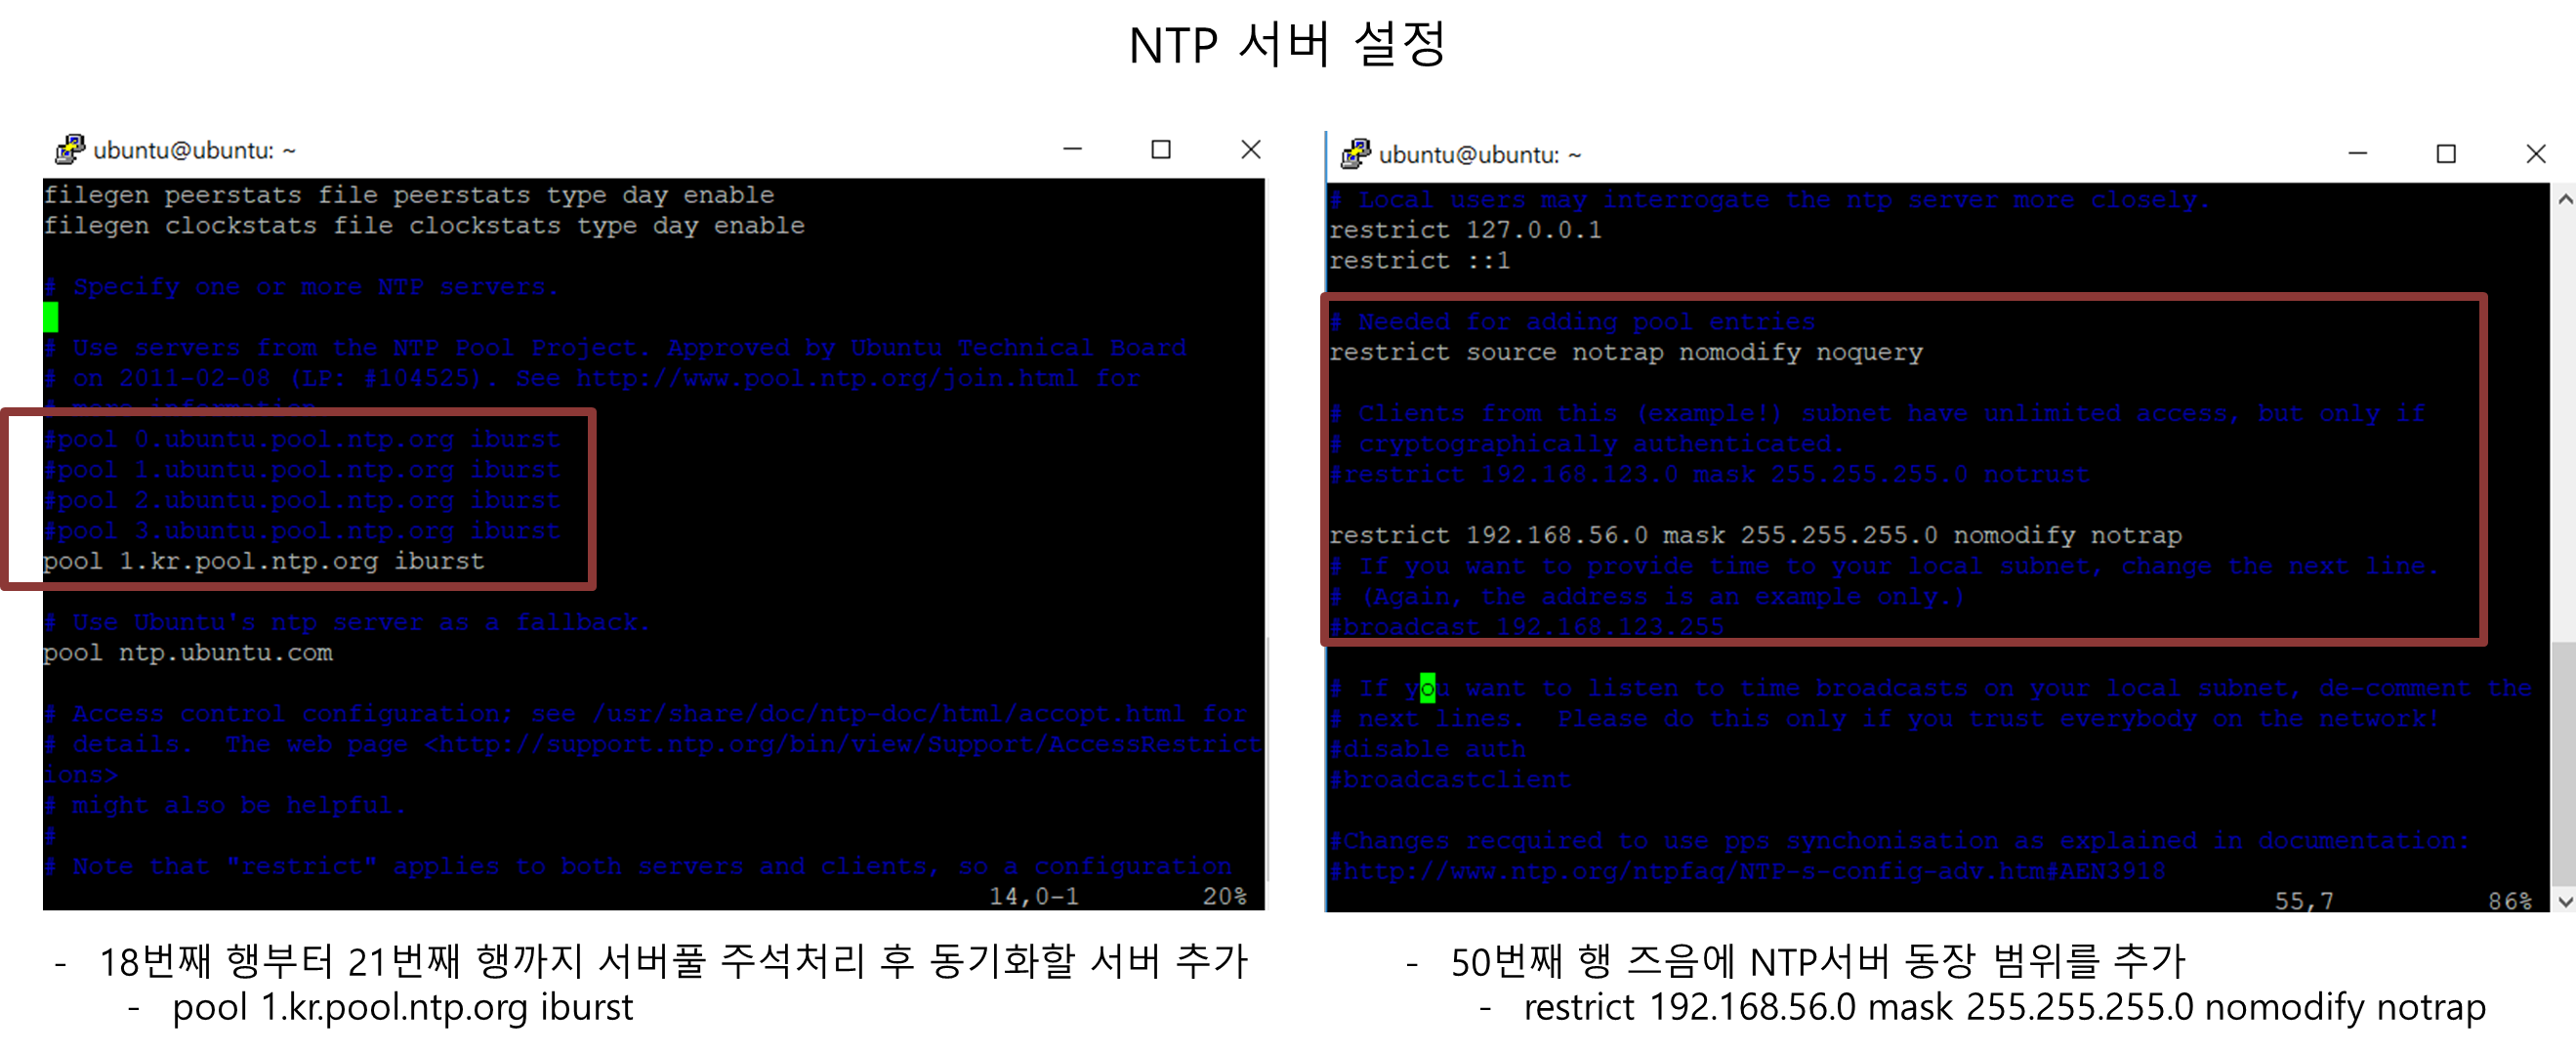 NTP 서버 설정
ubuntu@ubuntu: ~
filegen peerstats file peerstats type day enable
filegen clockstats file clockstats type day enable
# Specify one or more NTP servers.
# Use servers from the NTP Pool Project. Approved by Ubuntu Technical Board
# on 2011-02-08 (LP: #104525). See http://www.pool.ntp.org/join.html for
# more information.
#pool 0.ubuntu.pool.ntp.org iburst
#pool 1.ubuntu.pool.ntp.org iburst
#pool 2.ubuntu.pool.ntp.org iburst
#pool 3.ubuntu.pool.ntp.org iburst
pool 1.kr.pool.ntp.org iburst
# Use Ubuntu's ntp server as a fallback.
pool ntp.ubuntu.com
# Access control configuration; see /usr/share/doc/ntp-doc/html/accopt.html for
# details.  The web page <http://support.ntp.org/bin/view/Support/AccessRestrict
ions>
# might also be helpful.
#
# Note that "restrict" applies to both servers and clients, so a configuration
14,0-1 20%
- 18번째 행부터 21번째 행까지 서버풀 주석처리 후 동기화할 서버 추가
- pool 1.kr.pool.ntp.org iburst
ubuntu@ubuntu: ~
# Local users may interrogate the ntp server more closely.
restrict 127.0.0.1
restrict ::1
# Needed for adding pool entries
restrict source notrap nomodify noquery
# Clients from this (example!) subnet have unlimited access, but only if
# cryptographically authenticated.
#restrict 192.168.123.0 mask 255.255.255.0 notrust
restrict 192.168.56.0 mask 255.255.255.0 nomodify notrap
# If you want to provide time to your local subnet, change the next line.
# (Again, the address is an example only.)
#broadcast 192.168.123.255
# If you want to listen to time broadcasts on your local subnet, de-comment the
# next lines.  Please do this only if you trust everybody on the network!
#disable auth
#broadcastclient
#Changes recquired to use pps synchonisation as explained in documentation:
#http://www.ntp.org/ntpfaq/NTP-s-config-adv.htm#AEN3918
55,7 86%
- 50번째 행 즈음에 NTP서버 동장 범위를 추가
- restrict 192.168.56.0 mask 255.255.255.0 nomodify notrap